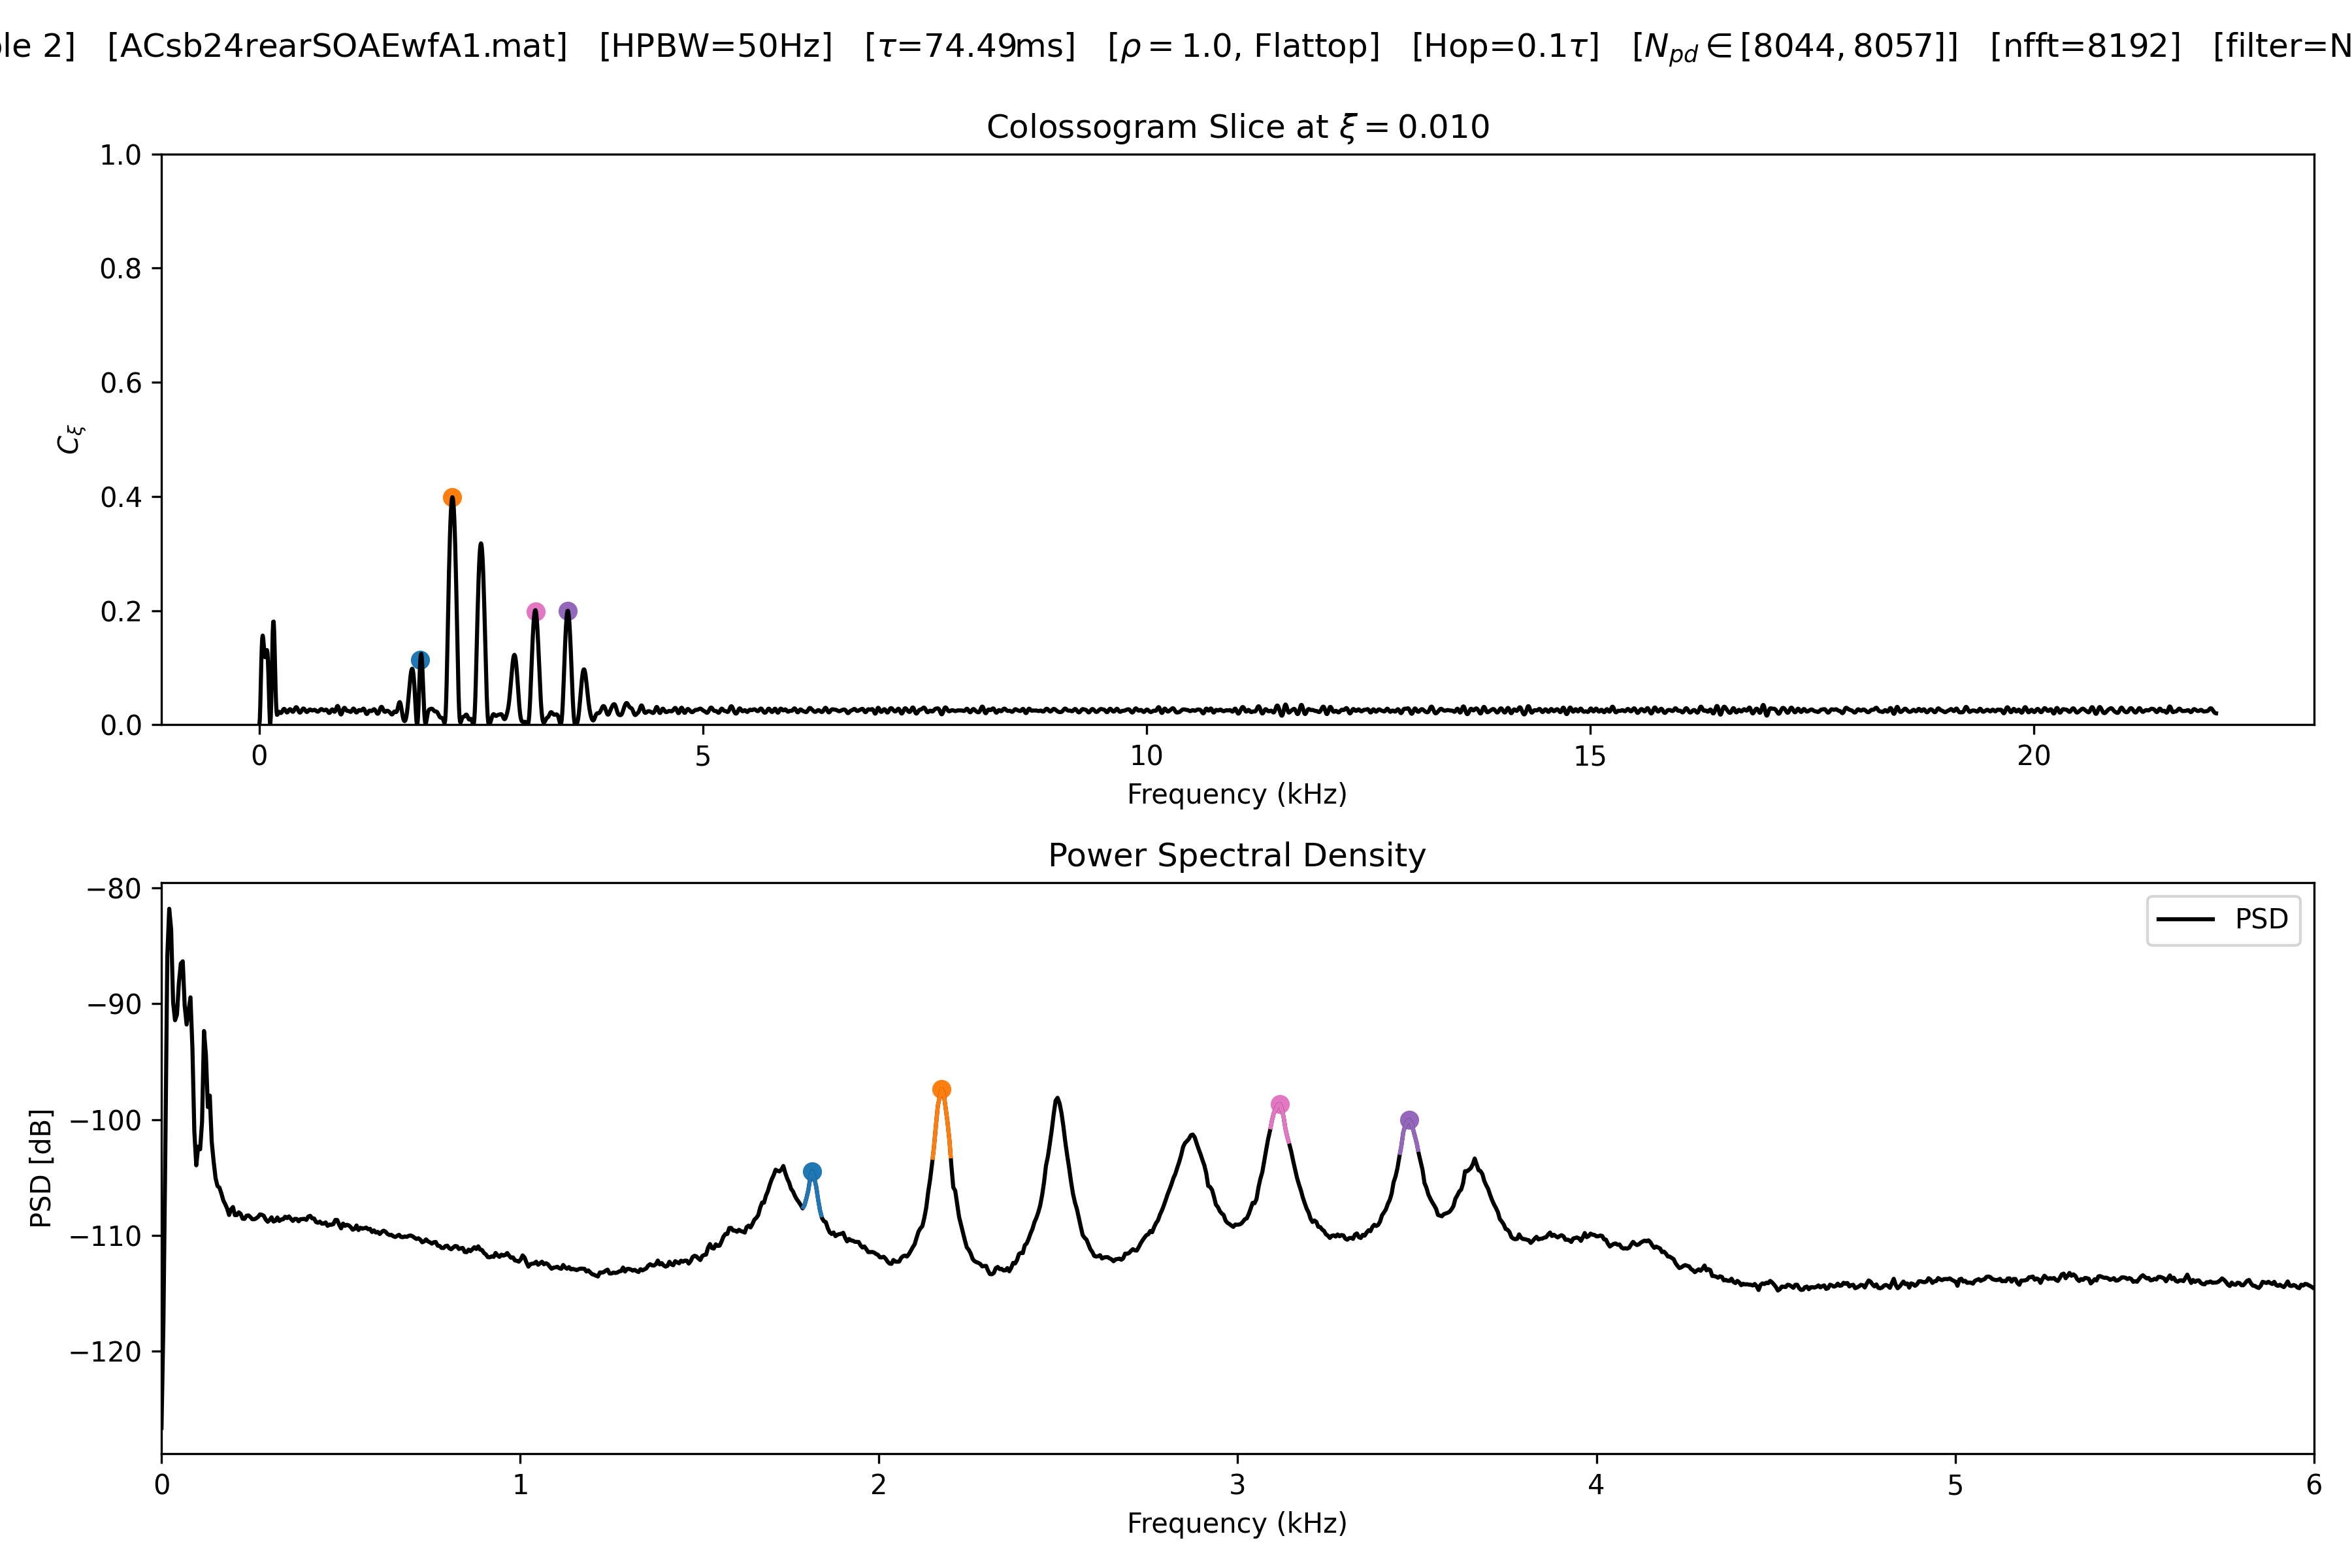 2] [ACsb24rearSOAEwfA1.mat] [HPBW=50Hz] [τ=74.49ms] [ρ = 1.0, Flattop] [Hop=0.1τ] [N_pd ∈ [8044, 8057]] [nfft=8192]
Colossogram Slice at ξ = 0.010
1.0
0.8
0.6
0.4
0.2
0.0
C_ξ
0 5 10 15 20
Frequency (kHz)
Power Spectral Density
−80
−90
−100
−110
−120
PSD [dB]
PSD
0 1 2 3 4 5 6
Frequency (kHz)